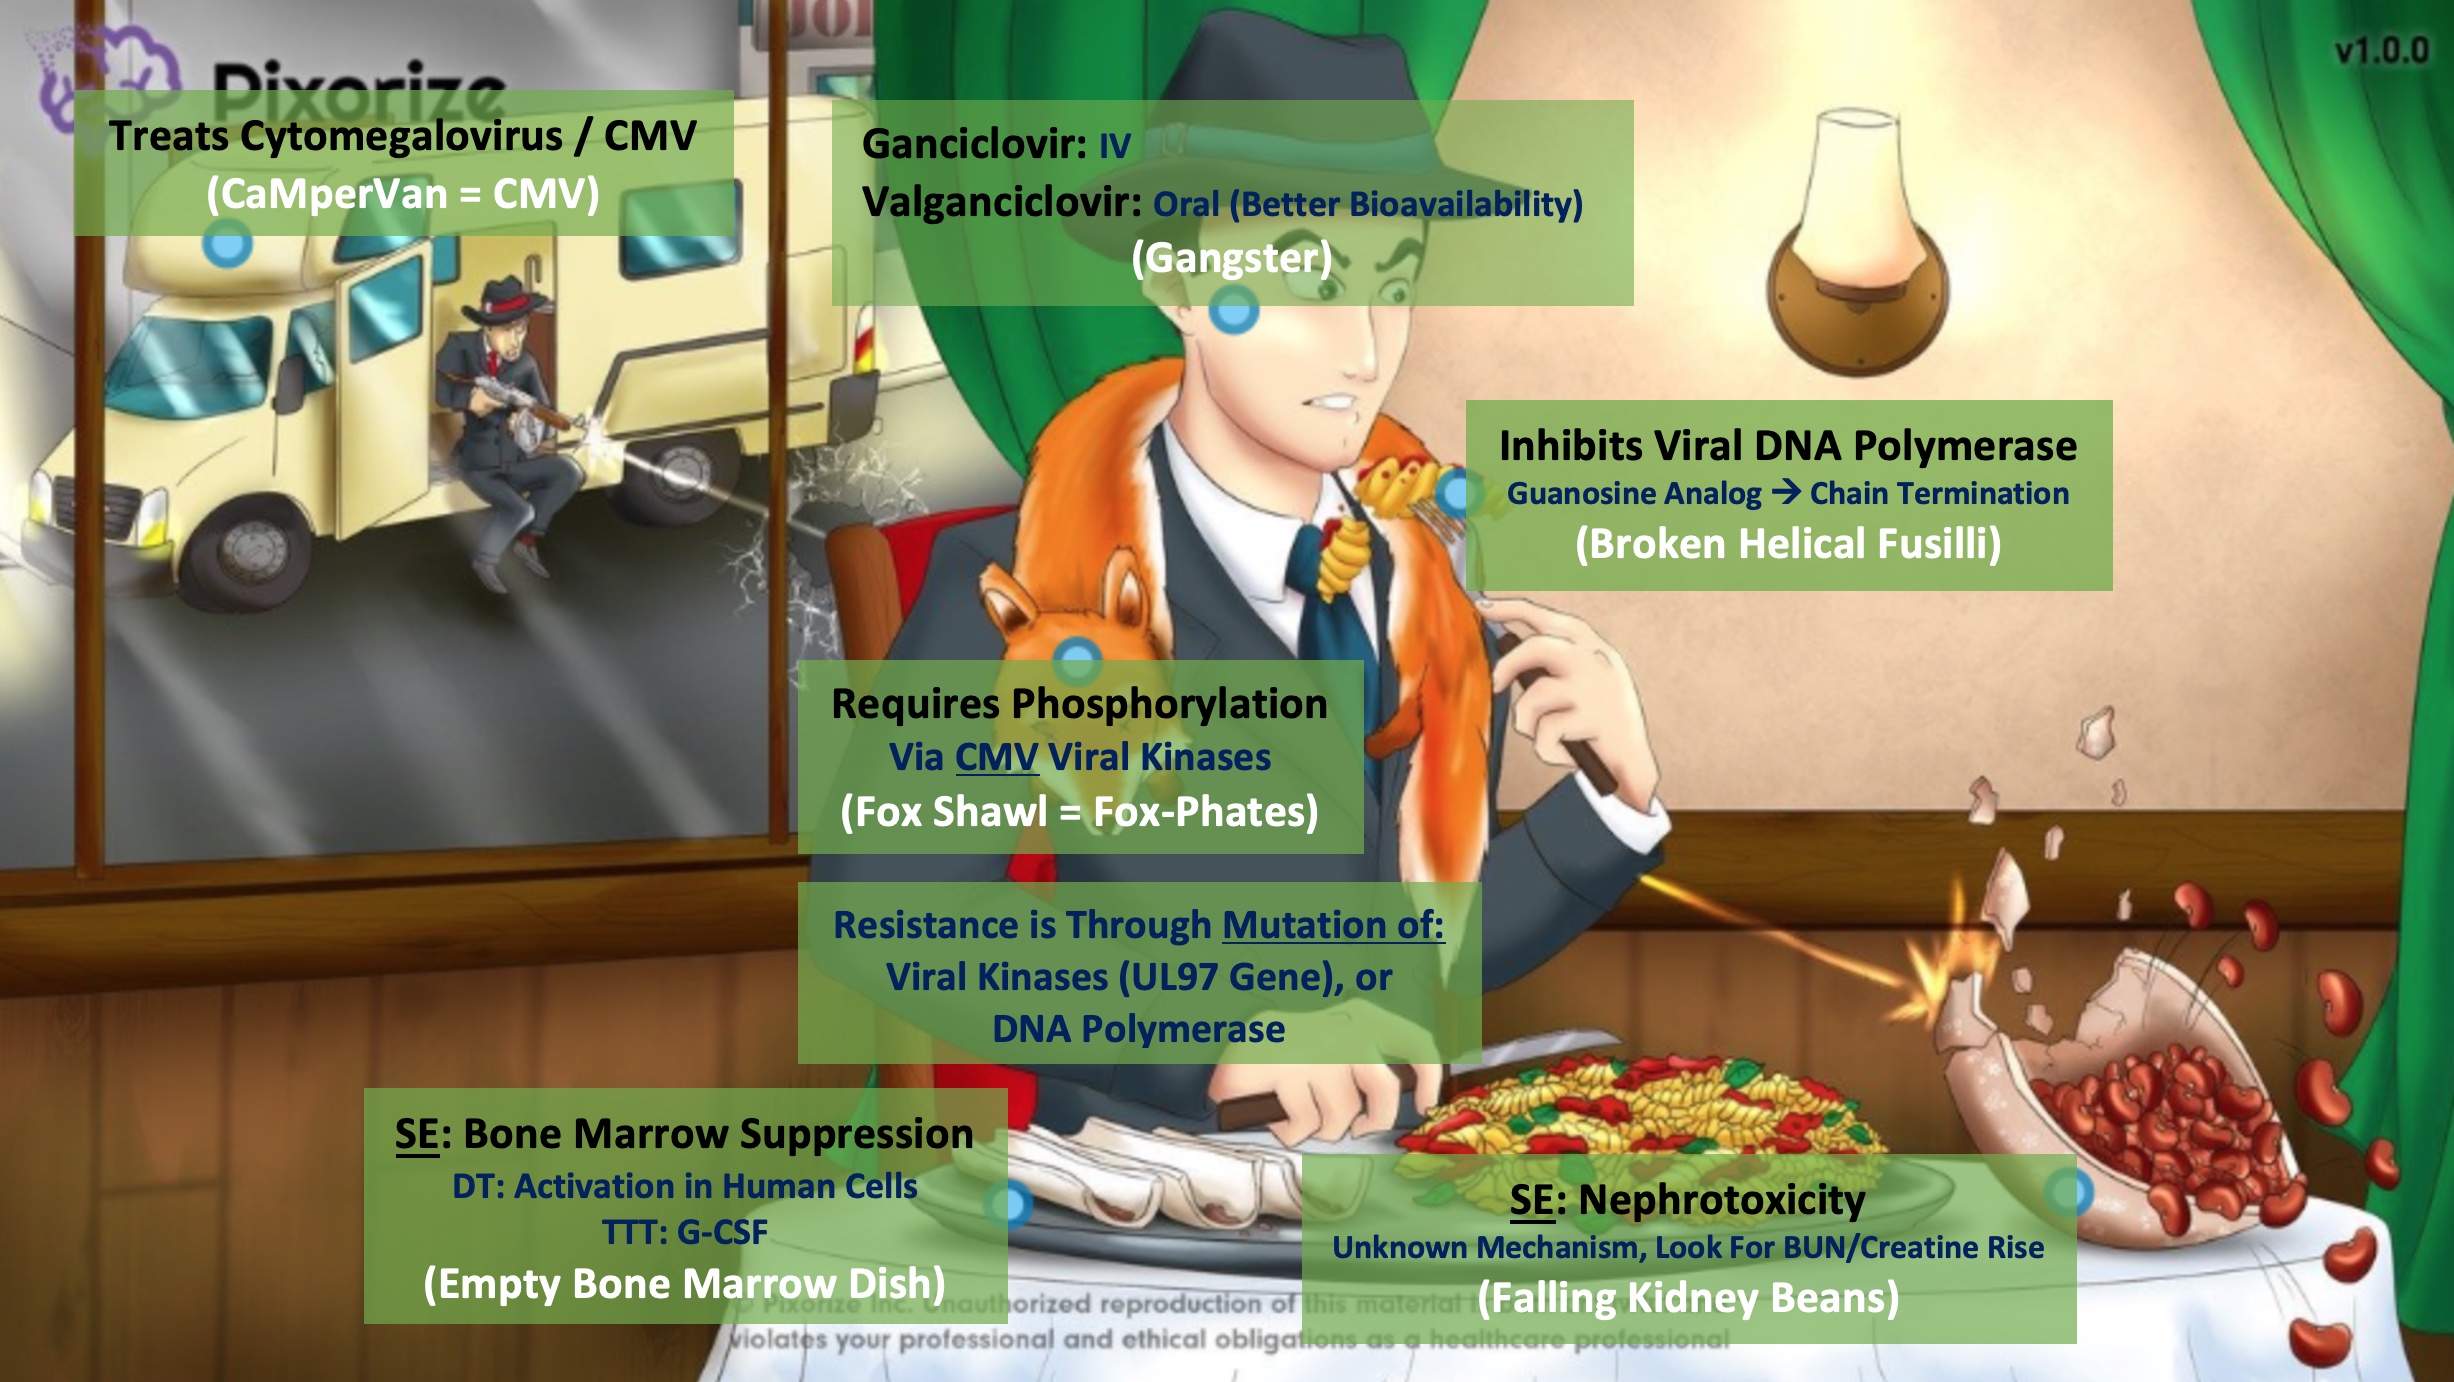 Pixorize
JOI
v1.0.0
Treats Cytomegalovirus / CMV
(CaMperVan = CMV)
Ganciclovir: IV
Valganciclovir: Oral (Better Bioavailability)
(Gangster)
Inhibits Viral DNA Polymerase
Guanosine Analog → Chain Termination
(Broken Helical Fusilli)
Requires Phosphorylation
Via CMV Viral Kinases
(Fox Shawl = Fox-Phates)
Resistance is Through Mutation of:
Viral Kinases (UL97 Gene), or
DNA Polymerase
SE: Bone Marrow Suppression
DT: Activation in Human Cells
TTT: G-CSF
(Empty Bone Marrow Dish)
SE: Nephrotoxicity
Unknown Mechanism, Look For BUN/Creatine Rise
(Falling Kidney Beans)
© Pixorize Inc. Unauthorized reproduction of this material
violates your professional and ethical obligations as a healthcare professional